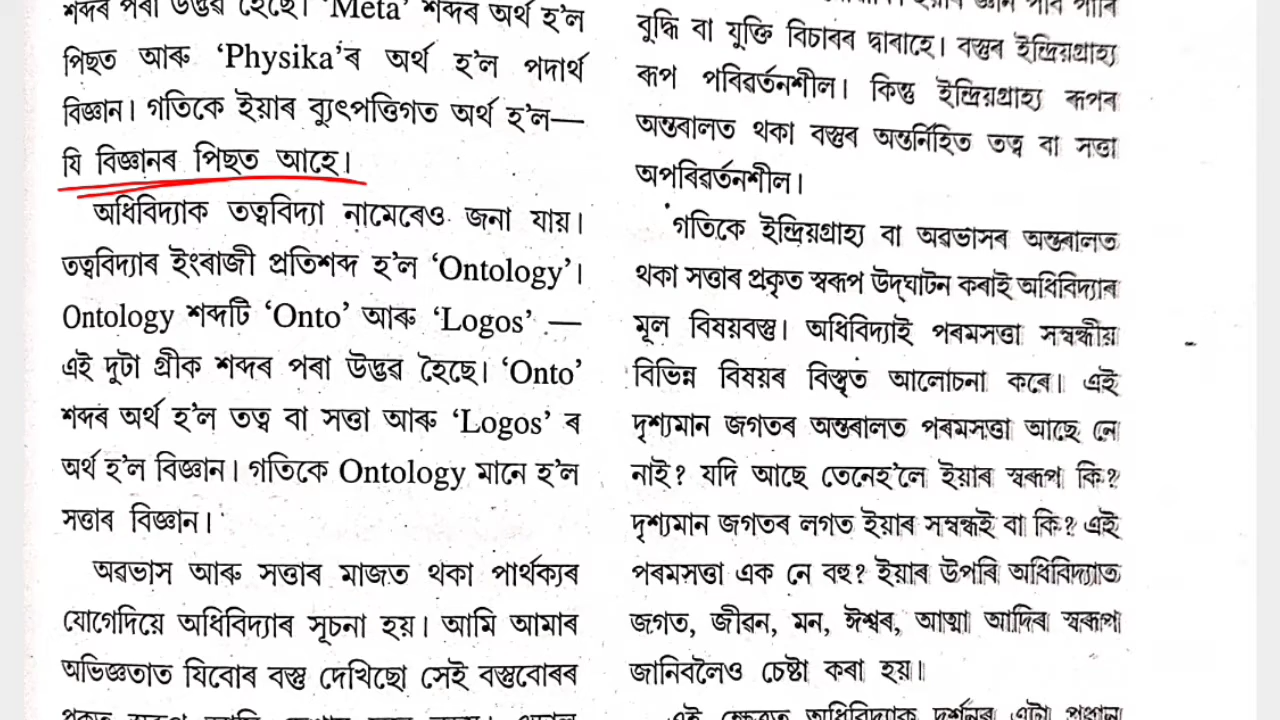 শব্দৰ পৰা উদ্ভৱ হৈছে। ‘Meta’ শব্দৰ অৰ্থ হ’ল
পিছত আৰু ‘Physika’ৰ অৰ্থ হ’ল পদাৰ্থ
বিজ্ঞান। গতিকে ইয়াৰ ব্যুৎপত্তিগত অৰ্থ হ’ল—
যি বিজ্ঞানৰ পিছত আহে।
অধিবিদ্যাক তত্ববিদ্যা নামেৰেও জনা যায়।
তত্ববিদ্যাৰ ইংৰাজী প্ৰতিশব্দ হ’ল ‘Ontology’।
Ontology শব্দটি ‘Onto’ আৰু ‘Logos’ —
এই দুটা গ্ৰীক শব্দৰ পৰা উদ্ভৱ হৈছে। ‘Onto’
শব্দৰ অৰ্থ হ’ল তত্ব বা সত্তা আৰু ‘Logos’ ৰ
অৰ্থ হ’ল বিজ্ঞান। গতিকে Ontology মানে হ’ল
সত্তাৰ বিজ্ঞান।
অৱভাস আৰু সত্তাৰ মাজত থকা পাৰ্থক্যৰ
যোগেদিয়ে অধিবিদ্যাৰ সূচনা হয়। আমি আমাৰ
অভিজ্ঞতাত যিবোৰ বস্তু দেখিছো সেই বস্তুবোৰৰ
বুদ্ধি বা যুক্তি বিচাৰৰ দ্বাৰাহে। বস্তুৰ ইন্দ্ৰিয়গ্ৰাহ্য
ৰূপ পৰিৱৰ্তনশীল। কিন্তু ইন্দ্ৰিয়গ্ৰাহ্য ৰূপৰ
অন্তৰালত থকা বস্তুৰ অন্তৰ্নিহিত তত্ব বা সত্তা
অপৰিৱৰ্তনশীল।
গতিকে ইন্দ্ৰিয়গ্ৰাহ্য বা অৱভাসৰ অন্তৰালত
থকা সত্তাৰ প্ৰকৃত স্বৰূপ উদ্‌ঘাটন কৰাই অধিবিদ্যাৰ
মূল বিষয়বস্তু। অধিবিদ্যাই পৰমসত্তা সম্বন্ধীয়
বিভিন্ন বিষয়ৰ বিস্তৃত আলোচনা কৰে। এই
দৃশ্যমান জগতৰ অন্তৰালত পৰমসত্তা আছে নে
নাই? যদি আছে তেনেহ’লে ইয়াৰ স্বৰূপ কি?
দৃশ্যমান জগতৰ লগত ইয়াৰ সম্বন্ধই বা কি? এই
পৰমসত্তা এক নে বহু? ইয়াৰ উপৰি অধিবিদ্যাত
জগত, জীৱন, মন, ঈশ্বৰ, আত্মা আদিৰ স্বৰূপ
জানিবলৈও চেষ্টা কৰা হয়।
এই ক্ষেত্ৰত অধিবিদ্যাক দৰ্শনৰ এটা প্ৰধান